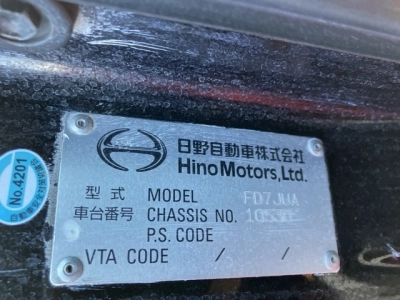 日野自動車株式会社
Hino Motors, Ltd.
型式 MODEL FD7JWA
車台番号 CHASSIS NO.
P.S. CODE
VTA CODE / /
No.4201